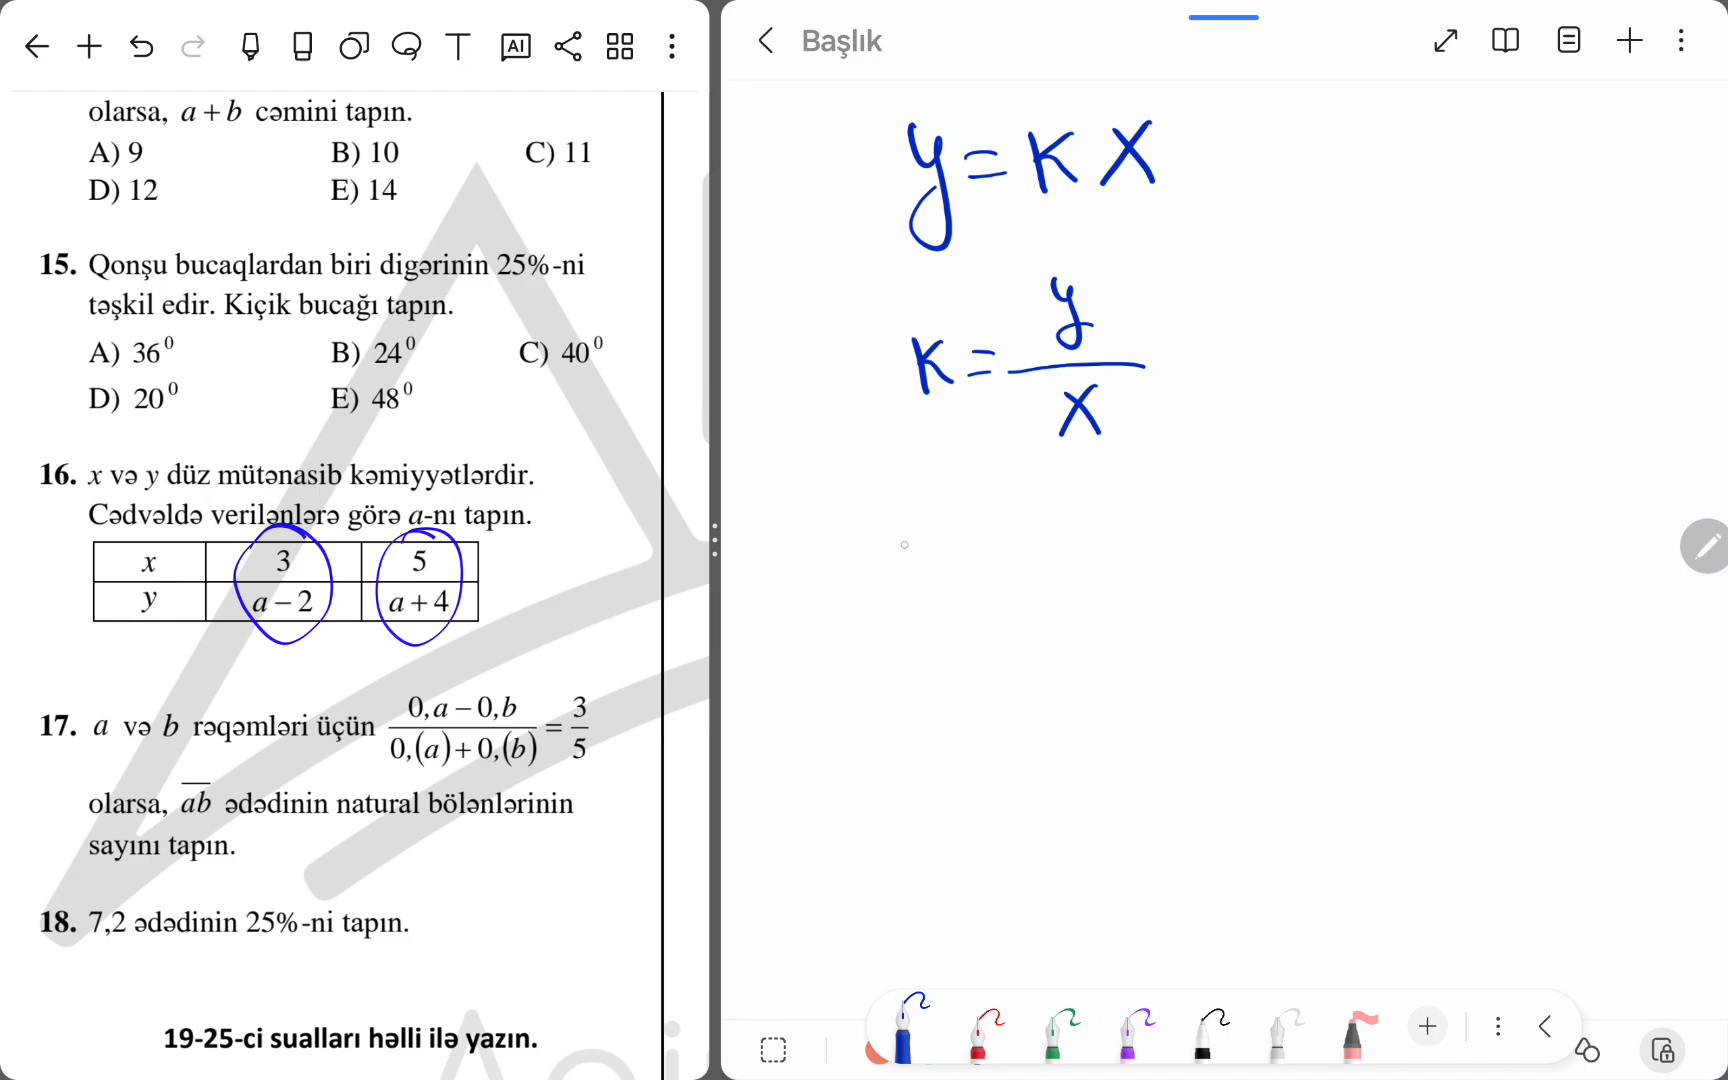 olarsa, a + b cəmini tapın.
A) 9 B) 10 C) 11
D) 12 E) 14
15. Qonşu bucaqlardan biri digərinin 25%-ni
təşkil edir. Kiçik bucağı tapın.
A) 36⁰ B) 24⁰ C) 40⁰
D) 20⁰ E) 48⁰
16. x və y düz mütənasib kəmiyyətlərdir.
Cədvəldə verilənlərə görə a-nı tapın.
x 3 5
y a − 2 a + 4
17. a və b rəqəmləri üçün (0,a − 0,b)/(0,(a) + 0,(b)) = 3/5
olarsa, a̅b̅ ədədinin natural bölənlərinin
sayını tapın.
18. 7,2 ədədinin 25%-ni tapın.
19-25-ci sualları həlli ilə yazın.
T AI
Başlık
y = K X
K = y/x